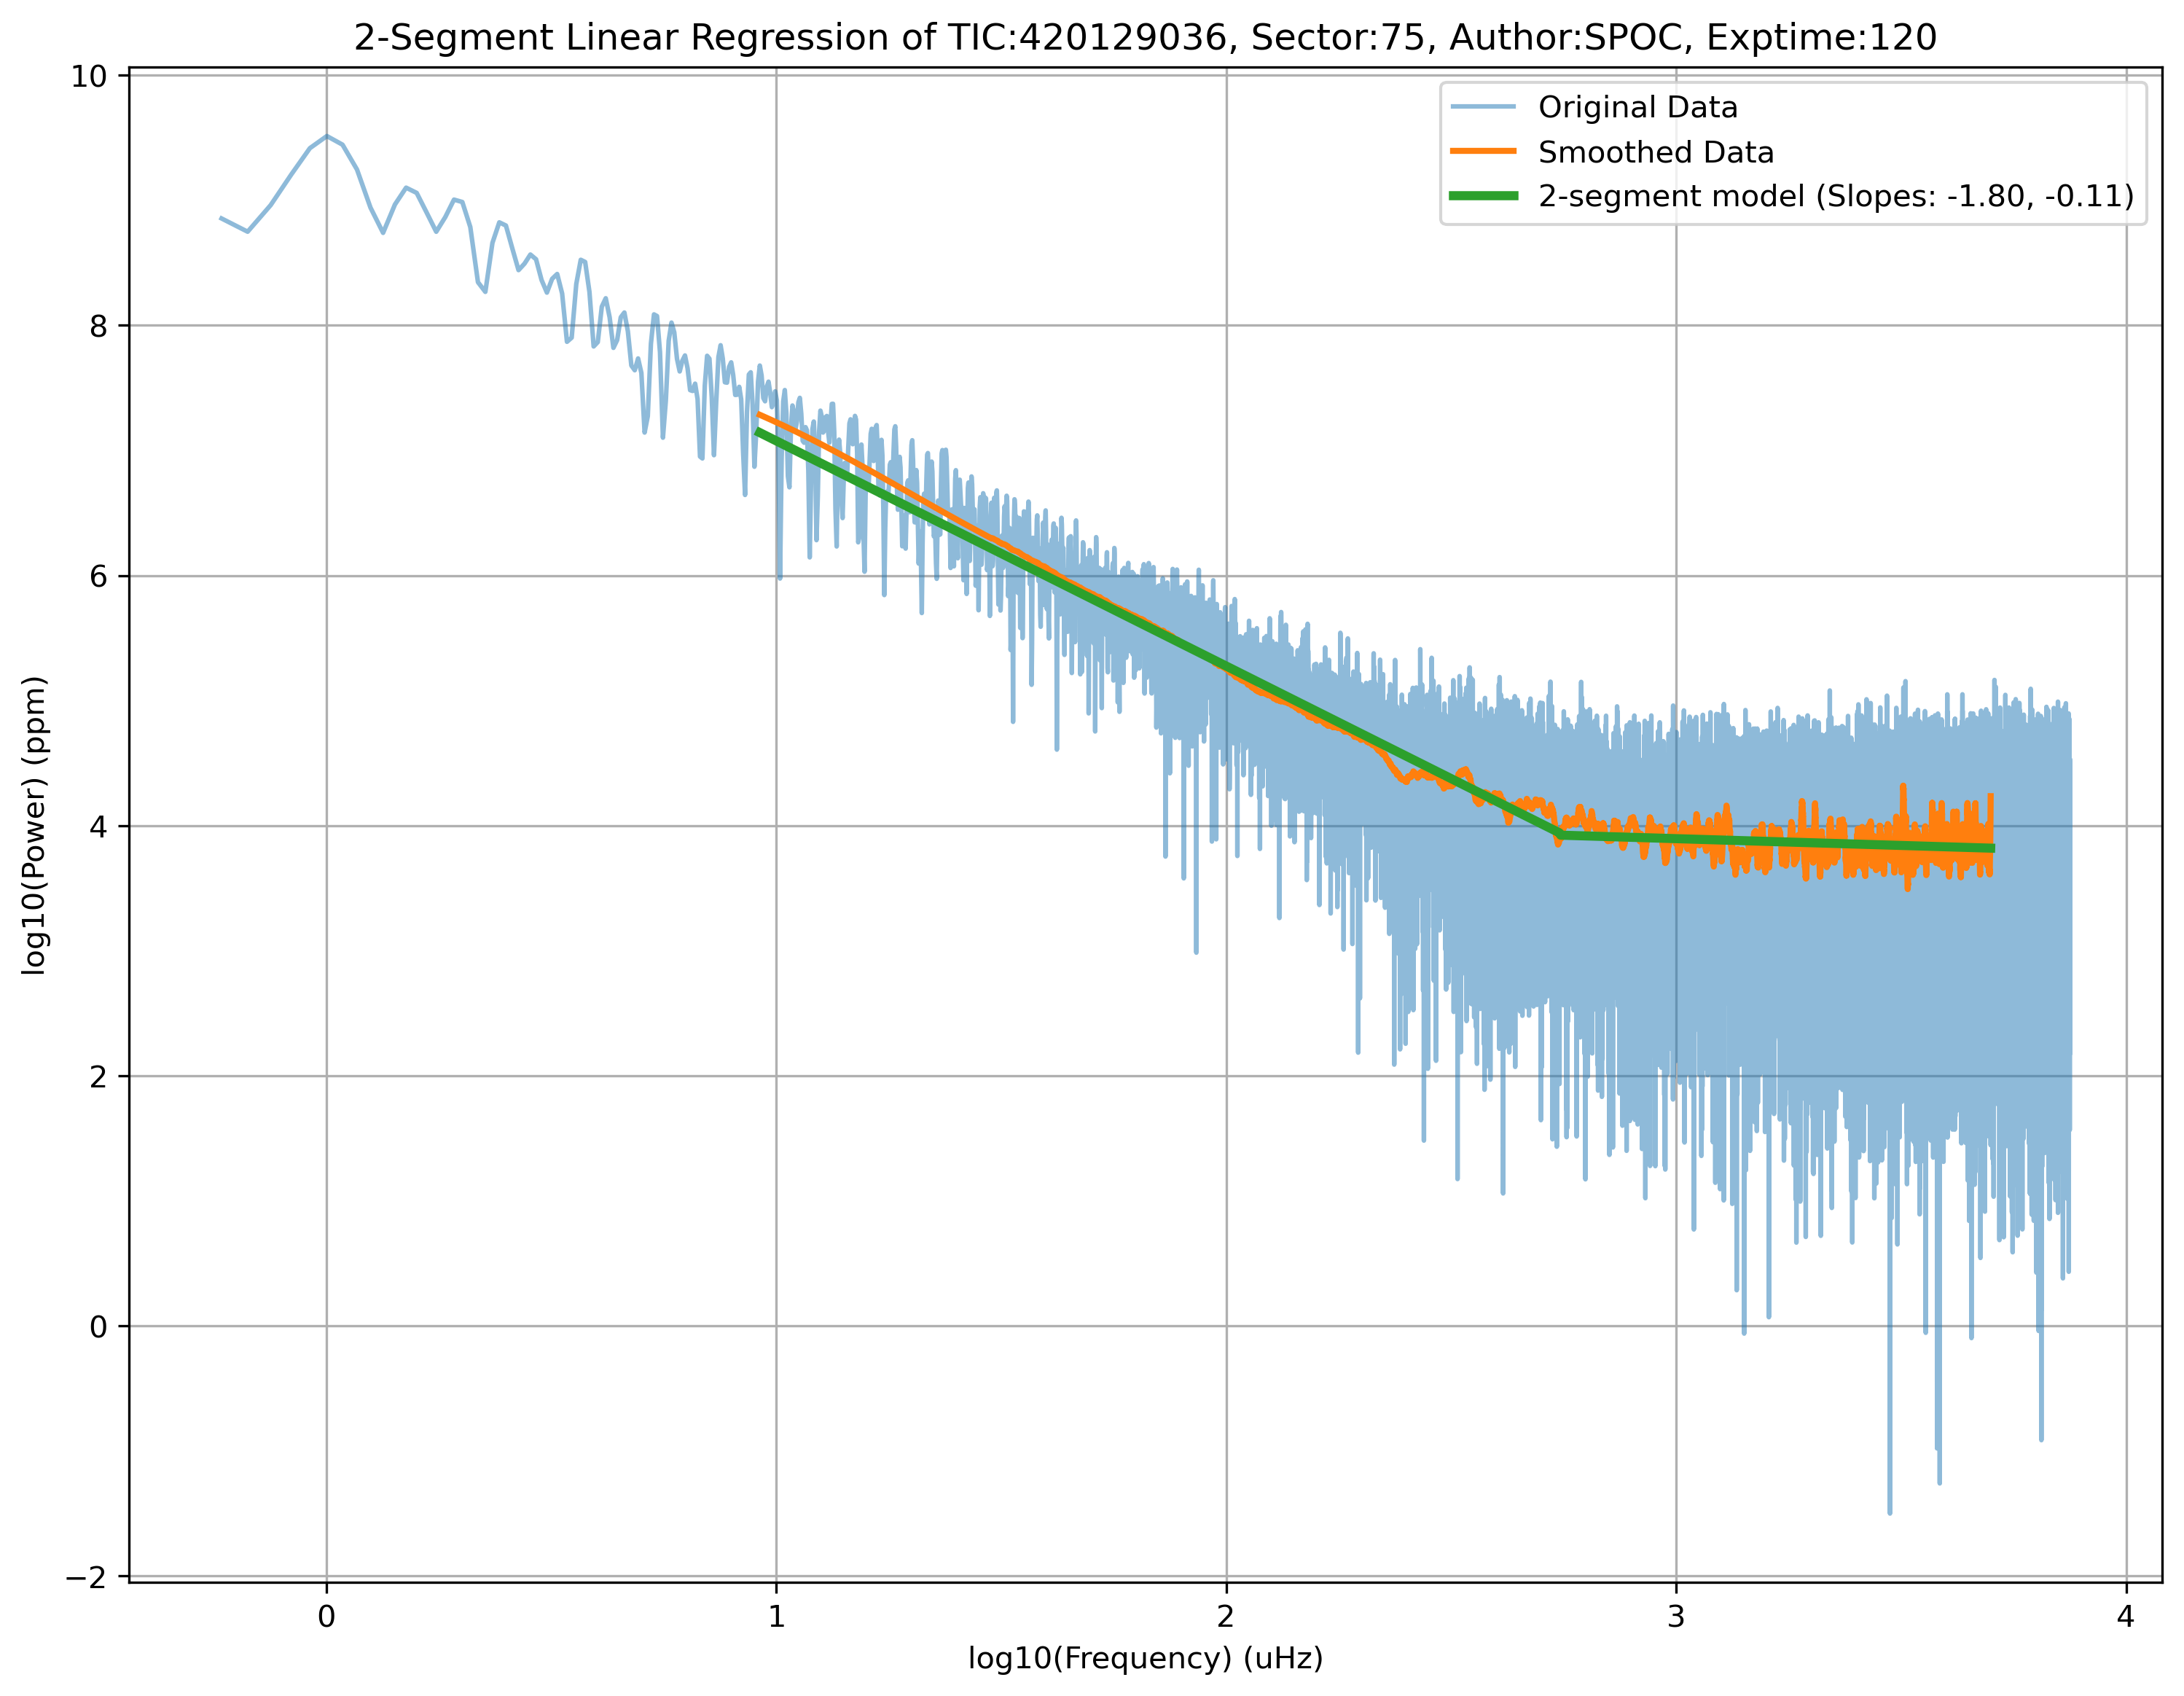 2-Segment Linear Regression of TIC:420129036, Sector:75, Author:SPOC, Exptime:120
Original Data
Smoothed Data
2-segment model (Slopes: -1.80, -0.11)
log10(Power) (ppm)
10
8
6
4
2
0
−2
0 1 2 3 4
log10(Frequency) (uHz)